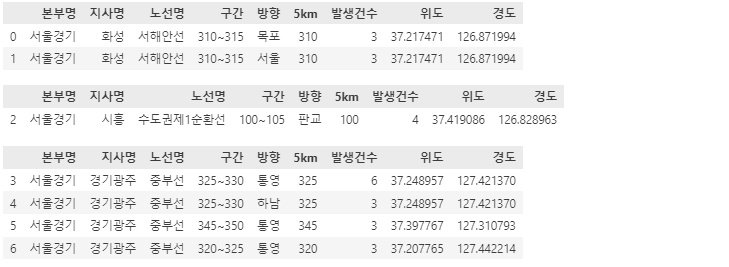 본부명 지사명 노선명 구간 방향 5km 발생건수 위도 경도
0 서울경기 화성 서해안선 310~315 목포 310 3 37.217471 126.871994
1 서울경기 화성 서해안선 310~315 서울 310 3 37.217471 126.871994
본부명 지사명 노선명 구간 방향 5km 발생건수 위도 경도
2 서울경기 시흥 수도권제1순환선 100~105 판교 100 4 37.419086 126.828963
본부명 지사명 노선명 구간 방향 5km 발생건수 위도 경도
3 서울경기 경기광주 중부선 325~330 통영 325 6 37.248957 127.421370
4 서울경기 경기광주 중부선 325~330 하남 325 3 37.248957 127.421370
5 서울경기 경기광주 중부선 345~350 통영 345 3 37.397767 127.310793
6 서울경기 경기광주 중부선 320~325 통영 320 3 37.207765 127.442214